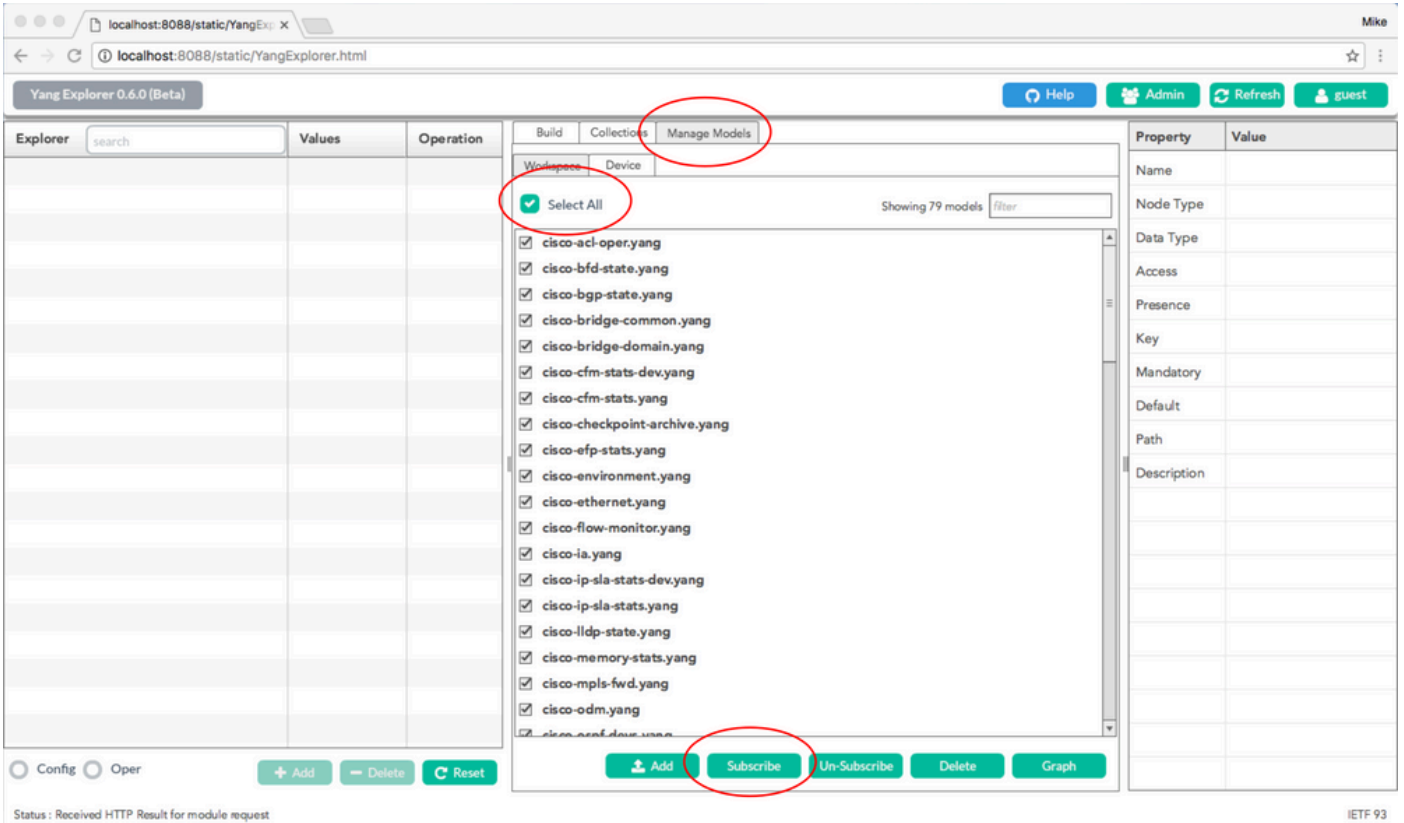 localhost:8088/static/YangExp
Mike
localhost:8088/static/YangExplorer.html
Yang Explorer 0.6.0 (Beta)
Help
Admin
Refresh
guest
Explorer
search
Values
Operation
Build
Collections
Manage Models
Workspace
Device
Select All
Showing 79 models
filter
cisco-acl-oper.yang
cisco-bfd-state.yang
cisco-bgp-state.yang
cisco-bridge-common.yang
cisco-bridge-domain.yang
cisco-cfm-stats-dev.yang
cisco-cfm-stats.yang
cisco-checkpoint-archive.yang
cisco-efp-stats.yang
cisco-environment.yang
cisco-ethernet.yang
cisco-flow-monitor.yang
cisco-ia.yang
cisco-ip-sla-stats-dev.yang
cisco-ip-sla-stats.yang
cisco-lldp-state.yang
cisco-memory-stats.yang
cisco-mpls-fwd.yang
cisco-odm.yang
Add
Subscribe
Un-Subscribe
Delete
Graph
Property
Value
Name
Node Type
Data Type
Access
Presence
Key
Mandatory
Default
Path
Description
Config
Oper
Add
Delete
Reset
Status : Received HTTP Result for module request
IETF 93